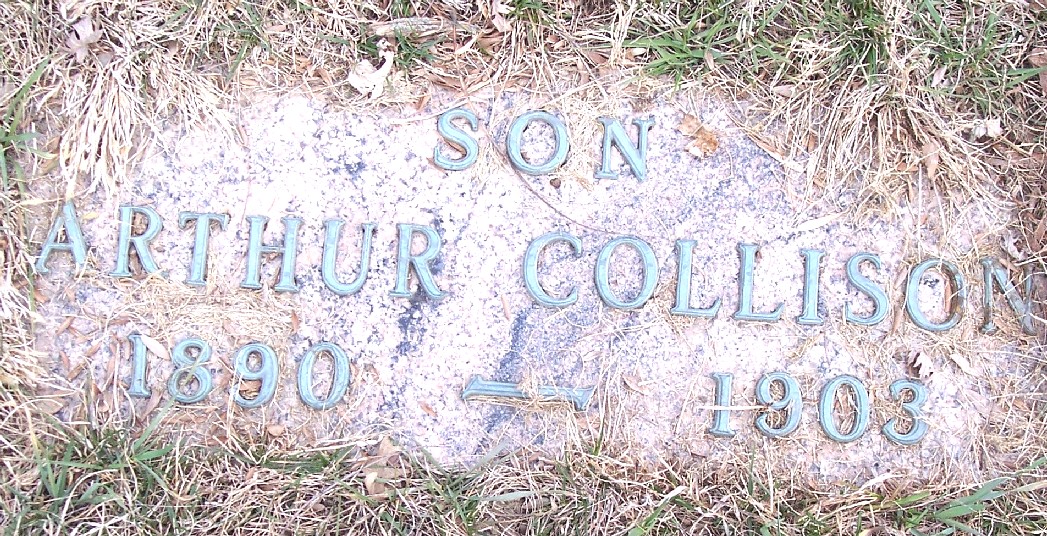 SON
ARTHUR COLLISON
1890 — 1903